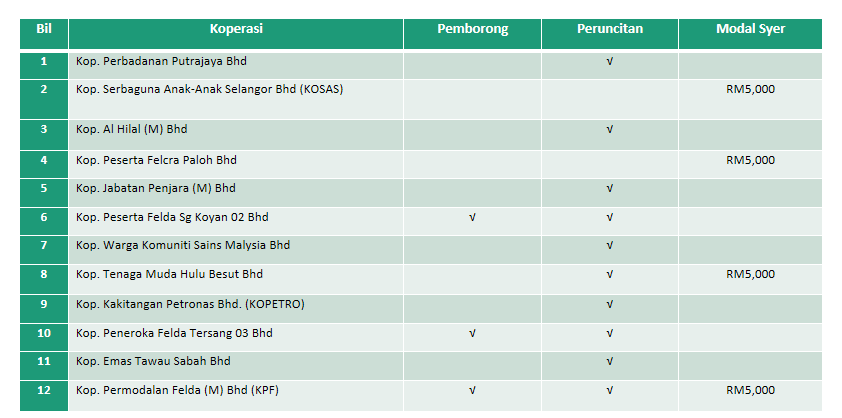 Bil Koperasi Pemborong Peruncitan Modal Syer
1 Kop. Perbadanan Putrajaya Bhd √
2 Kop. Serbaguna Anak-Anak Selangor Bhd (KOSAS) RM5,000
3 Kop. Al Hilal (M) Bhd √
4 Kop. Peserta Felcra Paloh Bhd RM5,000
5 Kop. Jabatan Penjara (M) Bhd √
6 Kop. Peserta Felda Sg Koyan 02 Bhd √ √
7 Kop. Warga Komuniti Sains Malysia Bhd √
8 Kop. Tenaga Muda Hulu Besut Bhd √ RM5,000
9 Kop. Kakitangan Petronas Bhd. (KOPETRO) √
10 Kop. Peneroka Felda Tersang 03 Bhd √ √
11 Kop. Emas Tawau Sabah Bhd √
12 Kop. Permodalan Felda (M) Bhd (KPF) √ √ RM5,000